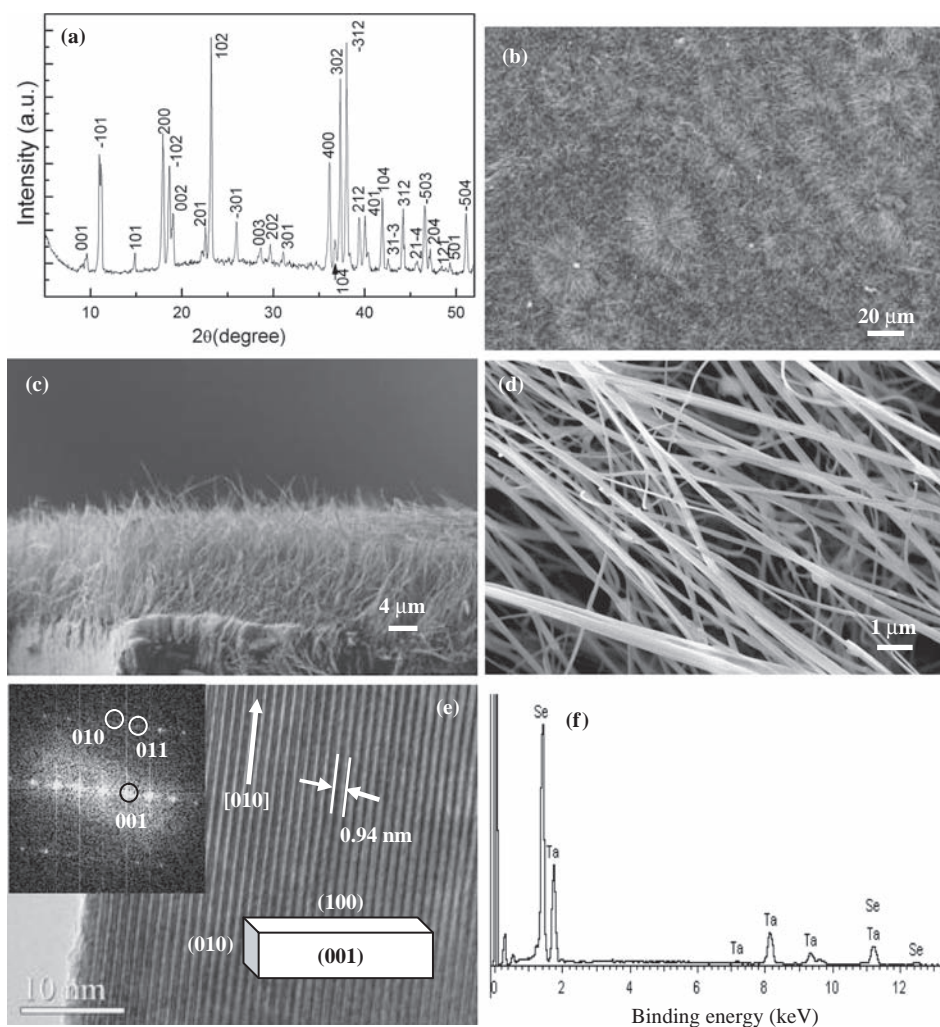 (a)
Intensity (a.u.)
001
-101
101
200
-102
002
201
102
-301
003
202
301
400
104
302
-312
212
401
104
31-3
312
21-4
-503
204
121
501
-504
10 20 30 40 50
2θ(degree)
(b)
20 μm
(c)
4 μm
(d)
1 μm
(e)
010
011
001
[010]
0.94 nm
(100)
(010)
(001)
10 nm
(f)
Se
Ta
Ta
Ta
Ta
Se
Ta
Se
0 2 4 6 8 10 12
Binding energy (keV)